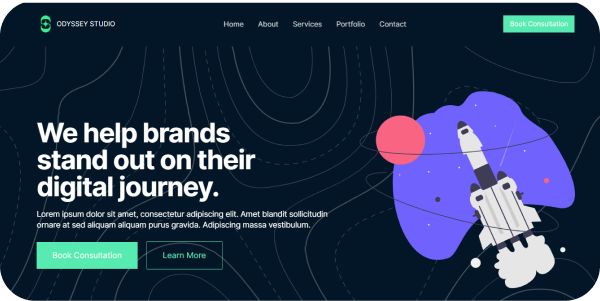 ODYSSEY STUDIO
Home About Services Portfolio Contact
Book Consultation
We help brands
stand out on their
digital journey.
Lorem ipsum dolor sit amet, consectetur adipiscing elit. Amet blandit sollicitudin
ornare at sed aliquam aliquam purus gravida. Adipiscing massa vestibulum.
Book Consultation
Learn More